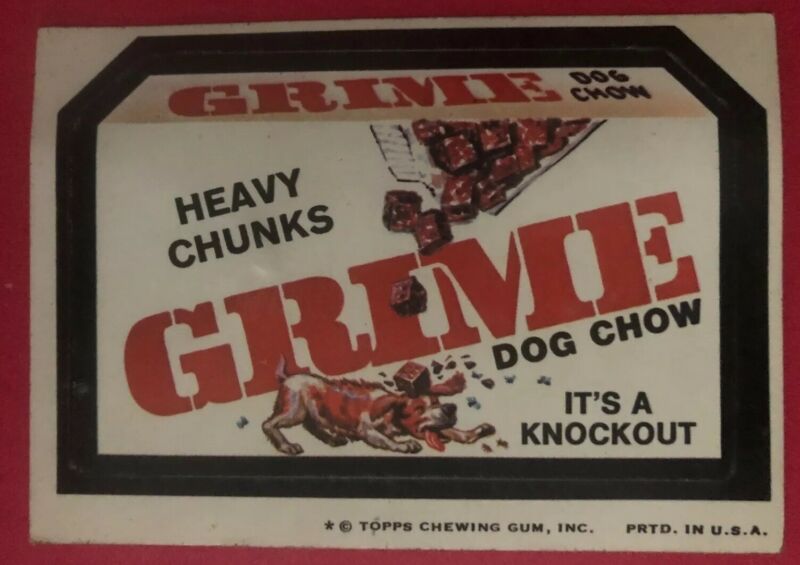 GRIME DOG
CHOW
HEAVY
CHUNKS
GRIME
DOG CHOW
IT'S A
KNOCKOUT
*© TOPPS CHEWING GUM, INC. PRTD. IN U.S.A.